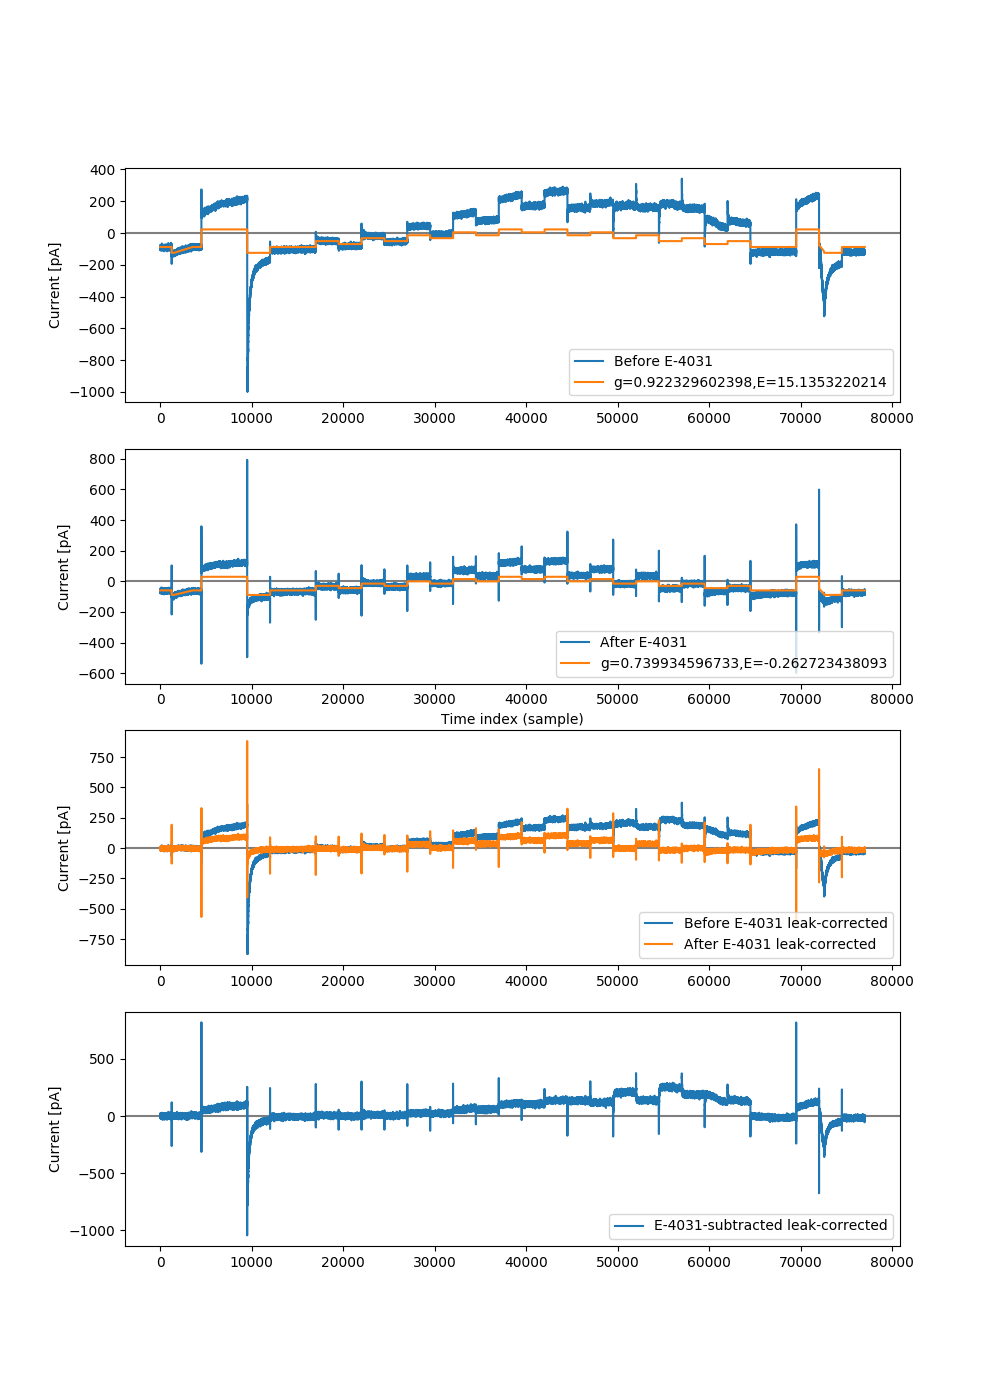 400
200
0
−200
−400
−600
−800
−1000
Current [pA]
Before E-4031
g=0.922329602398,E=15.1353220214
0 10000 20000 30000 40000 50000 60000 70000 80000
800
600
400
200
0
−200
−400
−600
Current [pA]
After E-4031
g=0.739934596733,E=-0.262723438093
0 10000 20000 30000 40000 50000 60000 70000 80000
Time index (sample)
750
500
250
0
−250
−500
−750
Current [pA]
Before E-4031 leak-corrected
After E-4031 leak-corrected
0 10000 20000 30000 40000 50000 60000 70000 80000
500
0
−500
−1000
Current [pA]
E-4031-subtracted leak-corrected
0 10000 20000 30000 40000 50000 60000 70000 80000